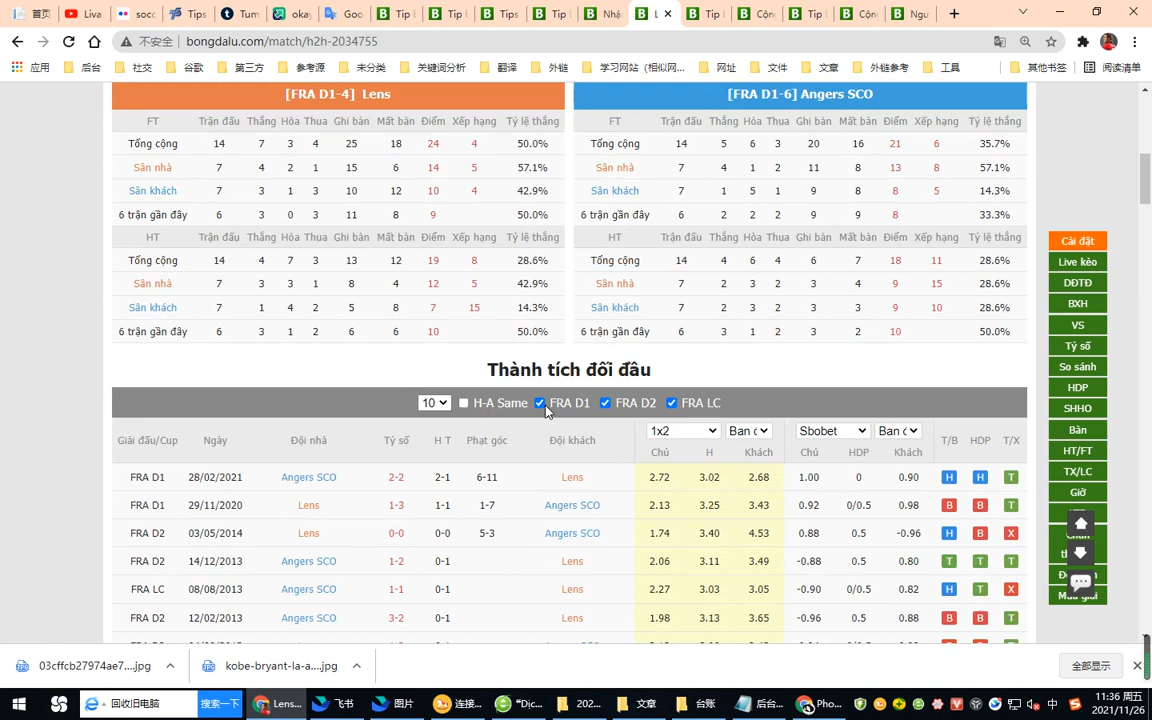 首页 Liva socc Tips Tum okay Goo Tip l Tip l Tips Tip Nhậ L Tip l Cộng Tip l Cộng Ngư
不安全 bongdalu.com/match/h2h-2034755
应用 后台 社交 谷歌 第三方 参考源 未分类 关键词分析 翻译 外链 学习网站（相似网... 网址 文件 文章 外链参考 工具 其他书签 阅读清单
[FRA D1-4] Lens [FRA D1-6] Angers SCO
FT Trận đấu Thắng Hòa Thua Ghi bàn Mất bàn Điểm Xếp hạng Tỷ lệ thắng FT Trận đấu Thắng Hòa Thua Ghi bàn Mất bàn Điểm Xếp hạng Tỷ lệ thắng
Tổng cộng 14 7 3 4 25 18 24 4 50.0% Tổng cộng 14 5 6 3 20 16 21 6 35.7%
Sân nhà 7 4 2 1 15 6 14 5 57.1% Sân nhà 7 4 1 2 11 8 13 8 57.1%
Sân khách 7 3 1 3 10 12 10 4 42.9% Sân khách 7 1 5 1 9 8 8 5 14.3%
6 trận gần đây 6 3 0 3 11 8 9 50.0% 6 trận gần đây 6 2 2 2 9 9 8 33.3%
HT Trận đấu Thắng Hòa Thua Ghi bàn Mất bàn Điểm Xếp hạng Tỷ lệ thắng HT Trận đấu Thắng Hòa Thua Ghi bàn Mất bàn Điểm Xếp hạng Tỷ lệ thắng
Tổng cộng 14 4 7 3 13 12 19 8 28.6% Tổng cộng 14 4 6 4 6 7 18 11 28.6%
Sân nhà 7 3 3 1 8 4 12 5 42.9% Sân nhà 7 2 3 2 3 4 9 15 28.6%
Sân khách 7 1 4 2 5 8 7 15 14.3% Sân khách 7 2 3 2 3 3 9 10 28.6%
6 trận gần đây 6 3 1 2 6 6 10 50.0% 6 trận gần đây 6 3 1 2 3 2 10 50.0%
Thành tích đối đầu
10 H-A Same FRA D1 FRA D2 FRA LC
Giải đấu/Cup Ngày Đội nhà Tỷ số H T Phạt góc Đội khách 1x2 Ban Sbobet Ban T/B HDP T/X
Chủ H Khách Chủ HDP Khách
FRA D1 28/02/2021 Angers SCO 2-2 2-1 6-11 Lens 2.72 3.02 2.68 1.00 0 0.90 H H T
FRA D1 29/11/2020 Lens 1-3 1-1 1-7 Angers SCO 2.13 3.25 3.43 0.92 0/0.5 0.98 B B T
FRA D2 03/05/2014 Lens 0-0 0-0 5-3 Angers SCO 1.74 3.40 4.53 0.88 0.5 -0.96 H B X
FRA D2 14/12/2013 Angers SCO 1-2 0-1 Lens 2.06 3.11 3.49 -0.88 0.5 0.80 T T T
FRA LC 08/08/2013 Angers SCO 1-1 0-1 Lens 2.27 3.03 3.05 -0.90 0/0.5 0.82 H T X
FRA D2 12/02/2013 Angers SCO 3-2 0-1 Lens 1.98 3.13 3.65 -0.96 0.5 0.88 B B T
Cài đặt
Live kèo
DĐTĐ
BXH
VS
Tỷ số
So sánh
HDP
SHHO
Bàn
HT/FT
TX/LC
Giờ
03cffcb27974ae7....jpg kobe-bryant-la-a....jpg 全部显示
回收旧电脑 搜索一下 Lens... 飞书 图片 连接... "Dịc... 202... 文章 台账 后台... Pho... 中 11:36 周五
2021/11/26